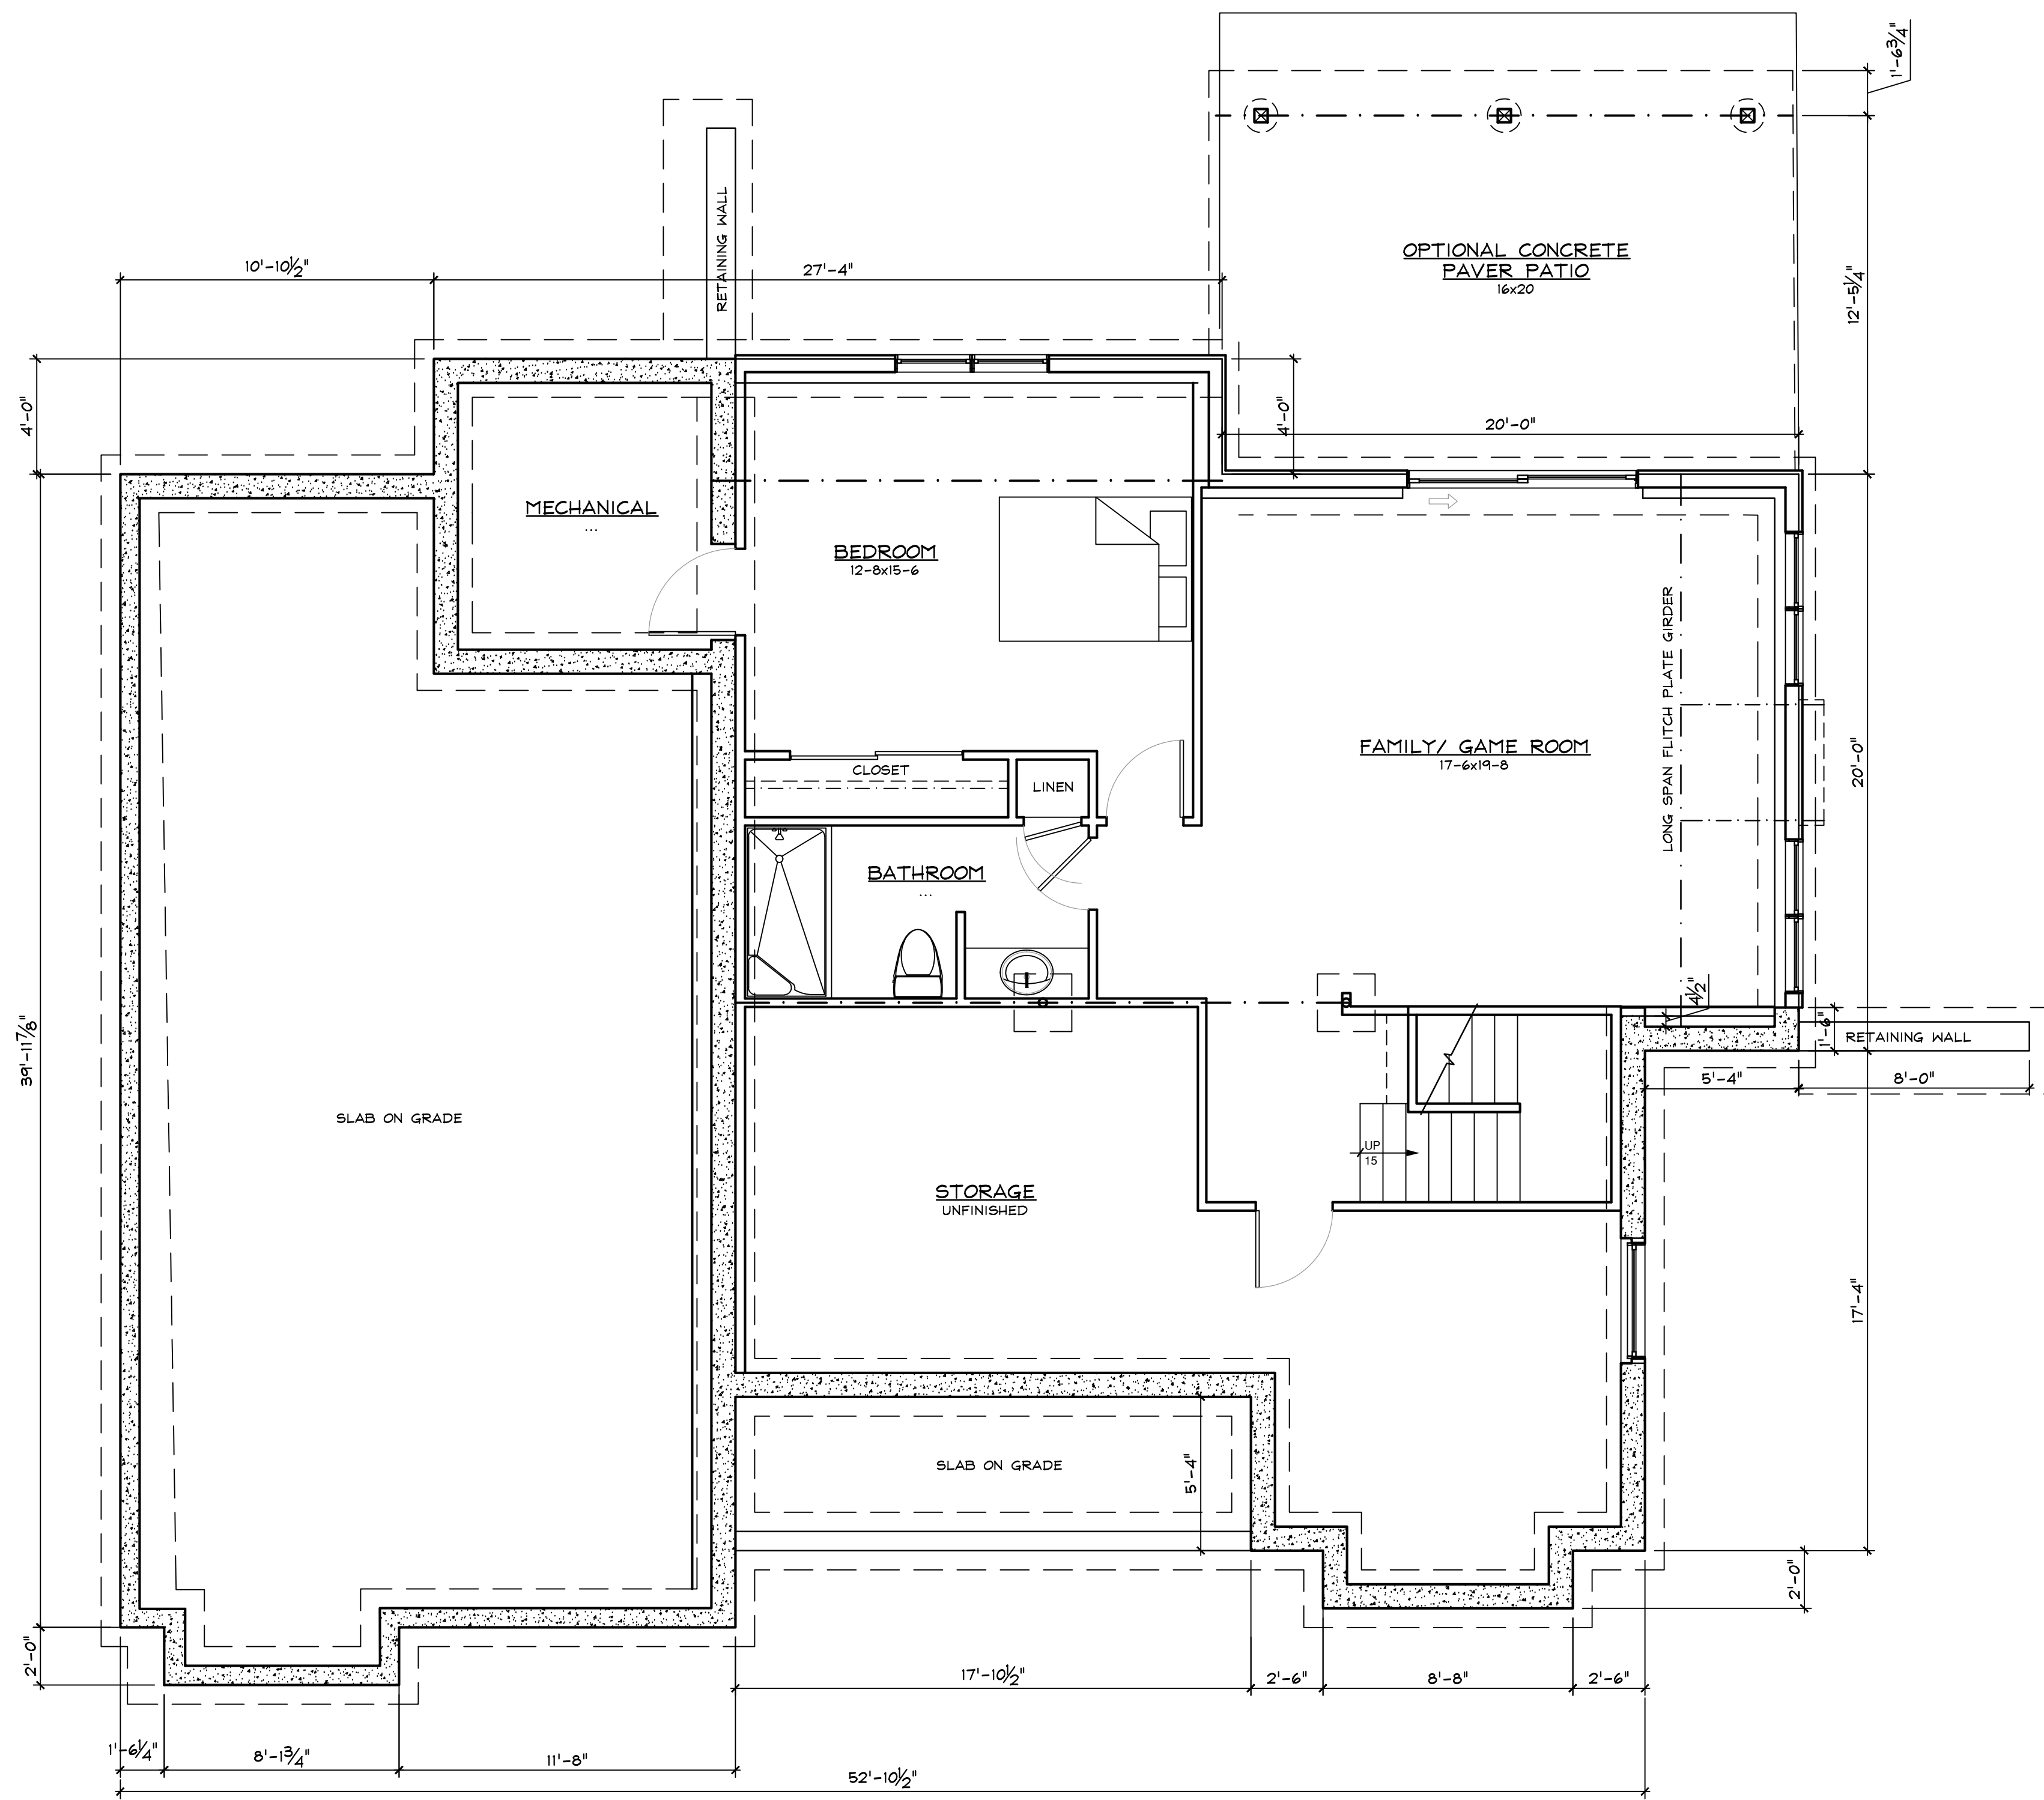 1'-6¾"
RETAINING WALL
OPTIONAL CONCRETE
PAVER PATIO
16x20
10'-10½"
27'-4"
12'-5¼"
4'-0"
4'-0"
20'-0"
MECHANICAL
...
BEDROOM
12-8x15-6
LONG SPAN FLITCH PLATE GIRDER
FAMILY/ GAME ROOM
17-6x19-8
20'-0"
CLOSET
LINEN
BATHROOM
...
4½"
1'-6"
RETAINING WALL
5'-4"
8'-0"
39'-11⅞"
SLAB ON GRADE
UP
15
STORAGE
UNFINISHED
17'-4"
SLAB ON GRADE
5'-4"
2'-0"
2'-0"
17'-10½"
2'-6"
8'-8"
2'-6"
1'-6¼"
8'-1¾"
11'-8"
52'-10½"